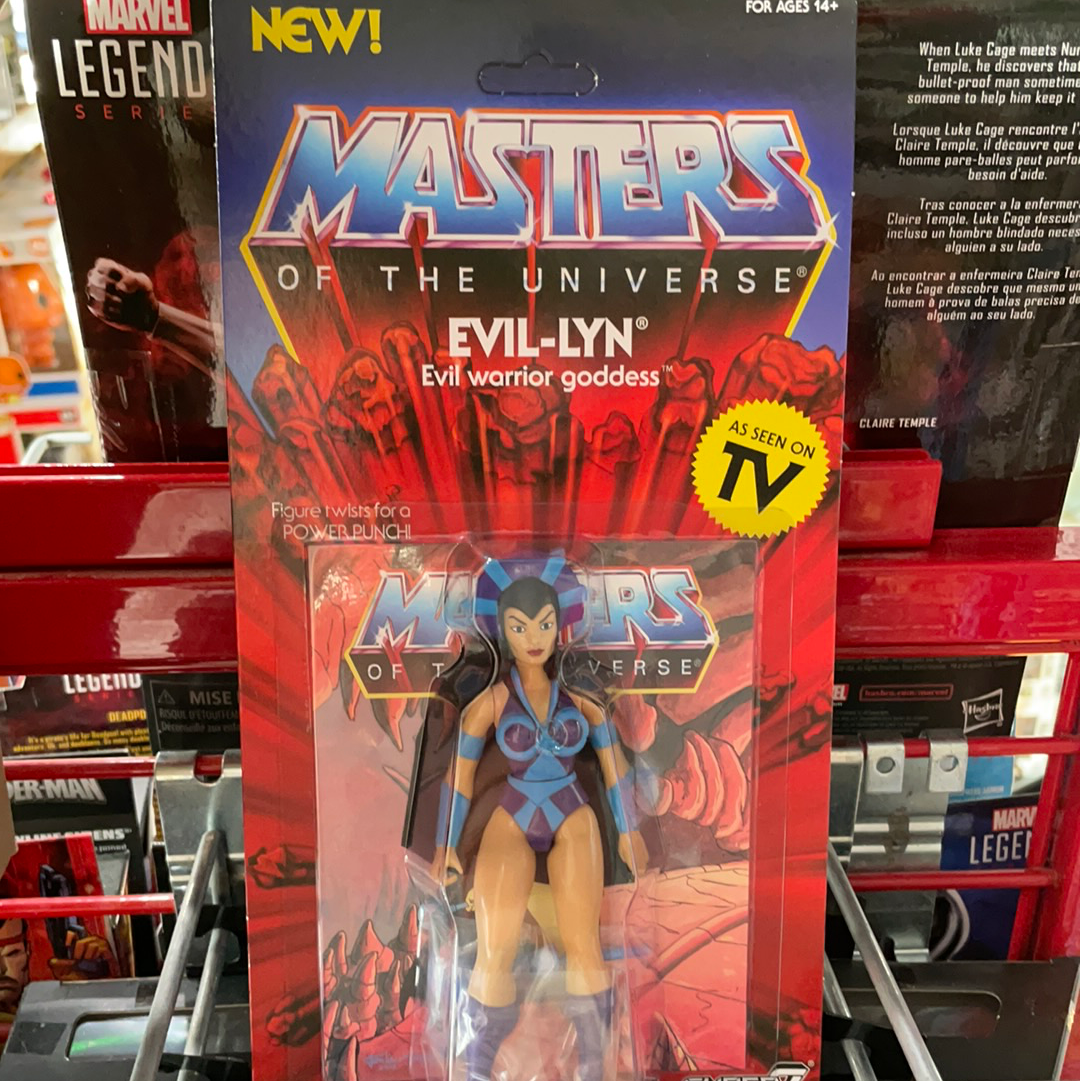 NEW!
FOR AGES 14+
MASTERS
OF THE UNIVERSE®
EVIL-LYN®
Evil warrior goddess™
AS SEEN ON
TV
Figure twists for a
POWER PUNCH!
MARVEL
LEGEND
SERIE
When Luke Cage meets Nur
Temple, he discovers that
bullet-proof man sometime
someone to help him keep it
Lorsque Luke Cage rencontre l'
Claire Temple, il découvre que
homme pare-balles peut parfo
besoin d'aide.
Tras conocer a la enfermer
Claire Temple, Luke Cage descubr
incluso un hombre blindado neces
alguien a su lado.
Ao encontrar a enfermeira Claire Te
Luke Cage descobre que mesmo um
homem à prova de balas precisa de
alguém ao seu lado.
CLAIRE TEMPLE
M ERS
OF T VERSE®
LEGEND
DEADPO
MISE
DER-MAN
Hasbro
MARV
LEGE